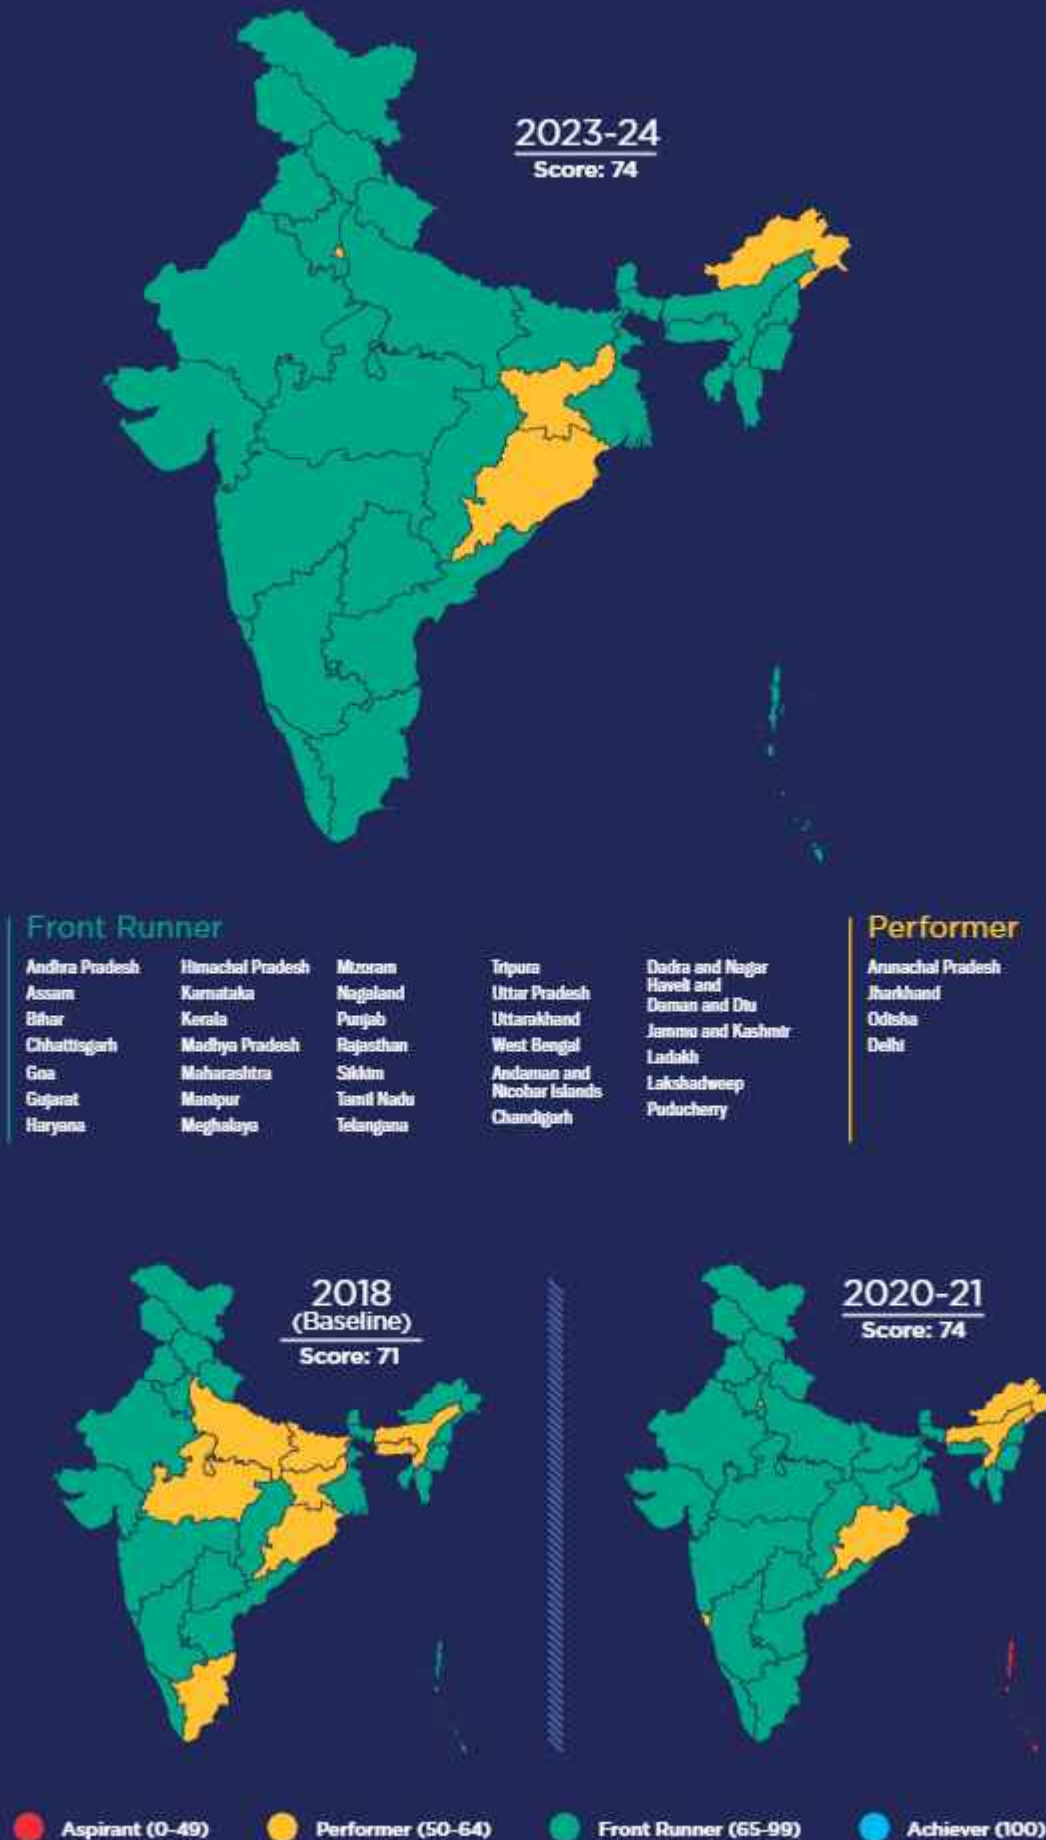 2023-24
Score: 74
Front Runner
Andhra Pradesh
Assam
Bihar
Chhattisgarh
Goa
Gujarat
Haryana
Himachal Pradesh
Karnataka
Kerala
Madhya Pradesh
Maharashtra
Manipur
Meghalaya
Mizoram
Nagaland
Punjab
Rajasthan
Sikkim
Tamil Nadu
Telangana
Tripura
Uttar Pradesh
Uttarakhand
West Bengal
Andaman and
Nicobar Islands
Chandigarh
Dadra and Nagar
Haveli and
Daman and Diu
Jammu and Kashmir
Ladakh
Lakshadweep
Puducherry
Performer
Arunachal Pradesh
Jharkhand
Odisha
Delhi
2018
(Baseline)
Score: 71
2020-21
Score: 74
Aspirant (0-49)
Performer (50-64)
Front Runner (65-99)
Achiever (100)